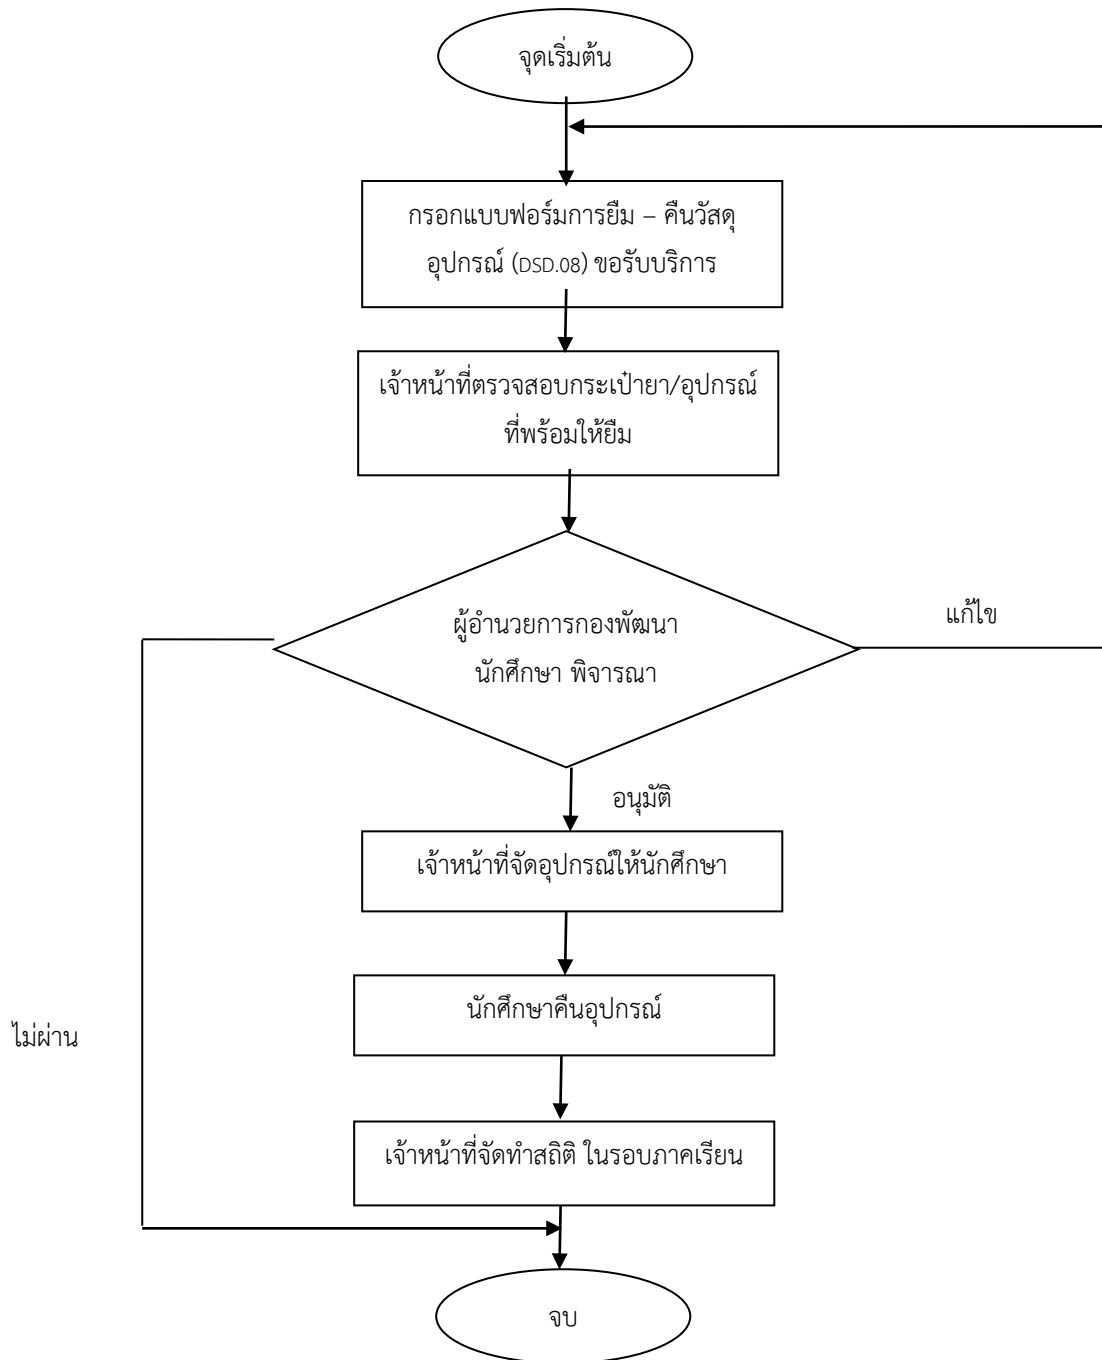 จุดเริ่มต้น
กรอกแบบฟอร์มการยืม – คืนวัสดุ
อุปกรณ์ (DSD.08) ขอรับบริการ
เจ้าหน้าที่ตรวจสอบกระเป๋ายา/อุปกรณ์
ที่พร้อมให้ยืม
ผู้อำนวยการกองพัฒนา
นักศึกษา พิจารณา
แก้ไข
อนุมัติ
เจ้าหน้าที่จัดอุปกรณ์ให้นักศึกษา
นักศึกษาคืนอุปกรณ์
ไม่ผ่าน
เจ้าหน้าที่จัดทำสถิติ ในรอบภาคเรียน
จบ